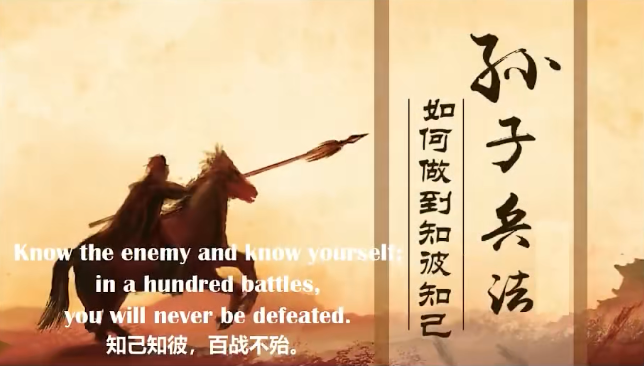 孙子兵法
如何做到知彼知己
Know the enemy and know yourself;
in a hundred battles,
you will never be defeated.
知己知彼，百战不殆。